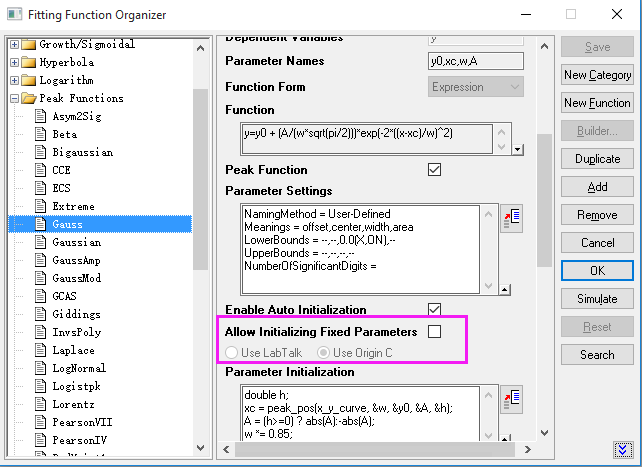 Fitting Function Organizer
Growth/Sigmoidal
Hyperbola
Logarithm
Peak Functions
Asym2Sig
Beta
Bigaussian
CCE
ECS
Extreme
Gauss
Gaussian
GaussAmp
GaussMod
GCAS
Giddings
InvsPoly
Laplace
LogNormal
Logistpk
Lorentz
PearsonVII
PearsonIV
Dependent Variables y
Parameter Names y0,xc,w,A
Function Form Expression
Function
y=y0 + (A/(w*sqrt(pi/2)))*exp(-2*((x-xc)/w)^2)
Peak Function
Parameter Settings
NamingMethod = User-Defined
Meanings = offset,center,width,area
LowerBounds = --,--,0.0(X,ON),--
UpperBounds = --,--,--,--
NumberOfSignificantDigits =
Enable Auto Initialization
Allow Initializing Fixed Parameters
Use LabTalk Use Origin C
Parameter Initialization
double h;
xc = peak_pos(x_y_curve, &w, &y0, &A, &h);
A = (h>=0) ? abs(A):-abs(A);
w *= 0.85;
Save
New Category
New Function
Builder...
Duplicate
Add
Remove
Cancel
OK
Simulate
Reset
Search